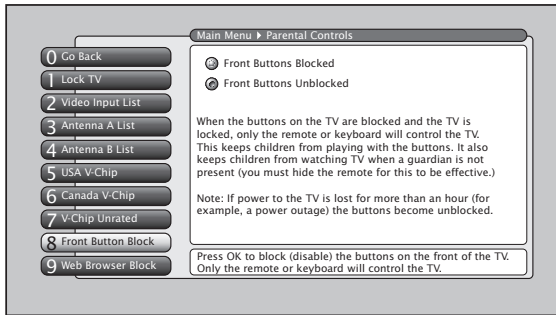 Main Menu ▶ Parental Controls
0 Go Back
1 Lock TV
2 Video Input List
3 Antenna A List
4 Antenna B List
5 USA V-Chip
6 Canada V-Chip
7 V-Chip Unrated
8 Front Button Block
9 Web Browser Block
Front Buttons Blocked
Front Buttons Unblocked
When the buttons on the TV are blocked and the TV is
locked, only the remote or keyboard will control the TV.
This keeps children from playing with the buttons. It also
keeps children from watching TV when a guardian is not
present (you must hide the remote for this to be effective.)
Note: If power to the TV is lost for more than an hour (for
example, a power outage) the buttons become unblocked.
Press OK to block (disable) the buttons on the front of the TV.
Only the remote or keyboard will control the TV.